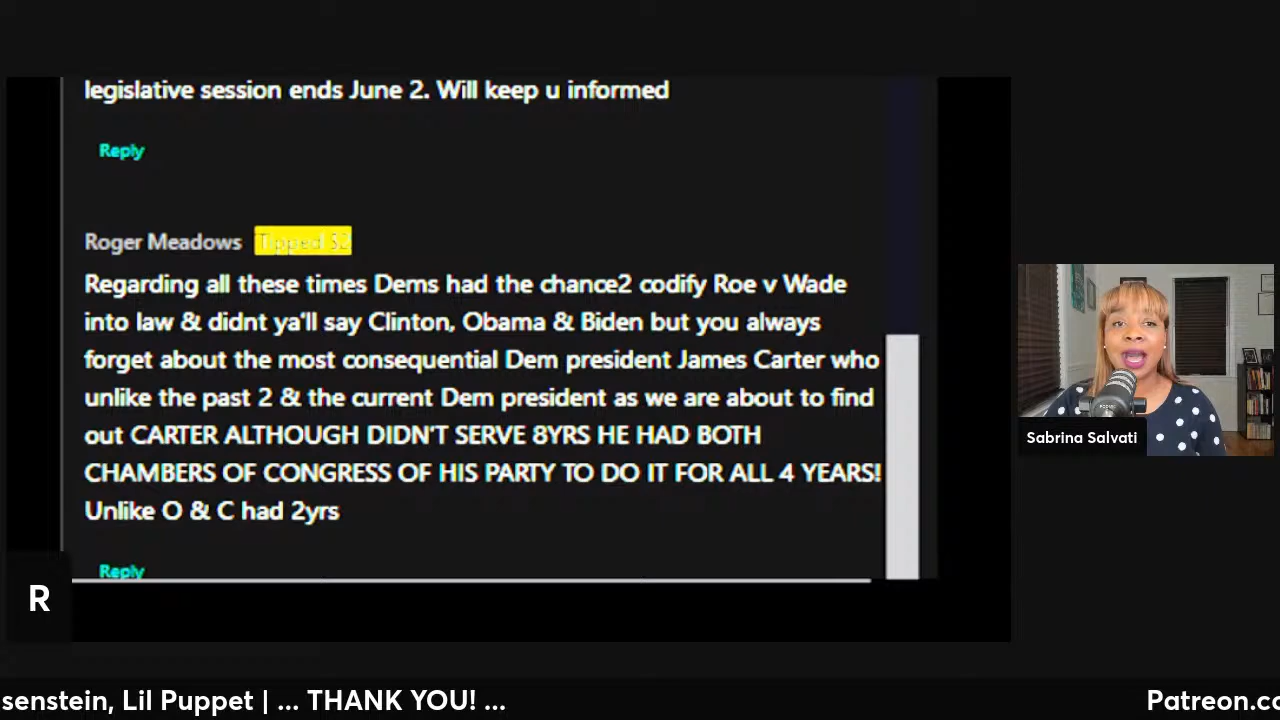 legislative session ends June 2. Will keep u informed
Reply
Roger Meadows Tipped $2
Regarding all these times Dems had the chance2 codify Roe v Wade
into law & didnt ya'll say Clinton, Obama & Biden but you always
forget about the most consequential Dem president James Carter who
unlike the past 2 & the current Dem president as we are about to find
out CARTER ALTHOUGH DIDN'T SERVE 8YRS HE HAD BOTH
CHAMBERS OF CONGRESS OF HIS PARTY TO DO IT FOR ALL 4 YEARS!
Unlike O & C had 2yrs
Reply
R
Sabrina Salvati
senstein, Lil Puppet | ... THANK YOU! ...
Patreon.co